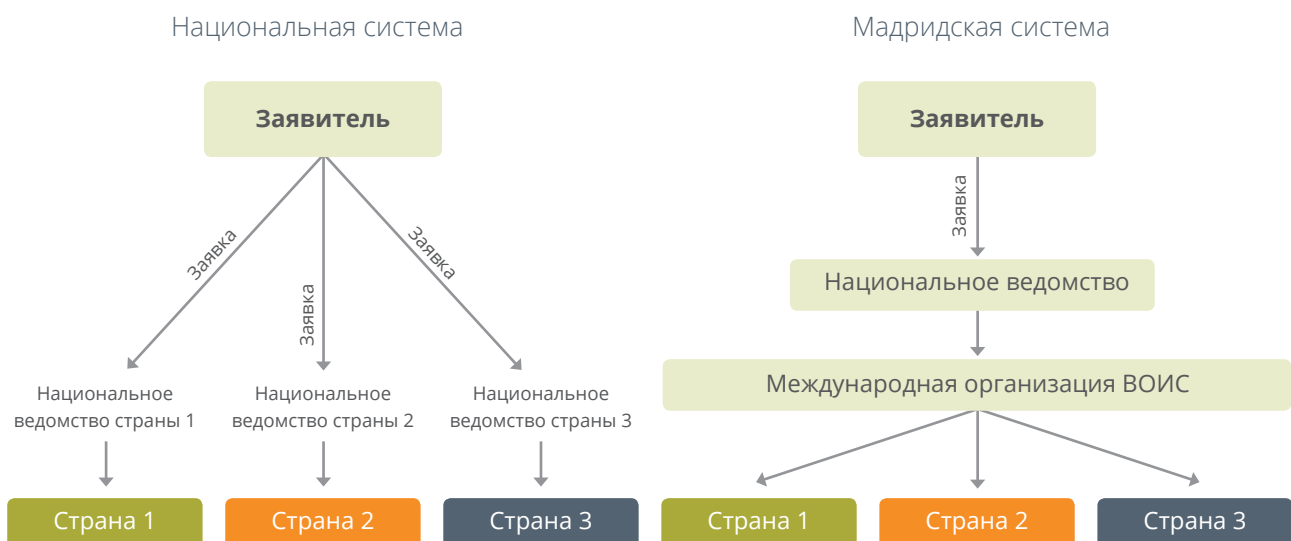 Национальная система
Заявитель
Заявка
Заявка
Заявка
Национальное
ведомство страны 1
Национальное
ведомство страны 2
Национальное
ведомство страны 3
Страна 1
Страна 2
Страна 3
Мадридская система
Заявитель
Заявка
Национальное ведомство
Международная организация ВОИС
Страна 1
Страна 2
Страна 3